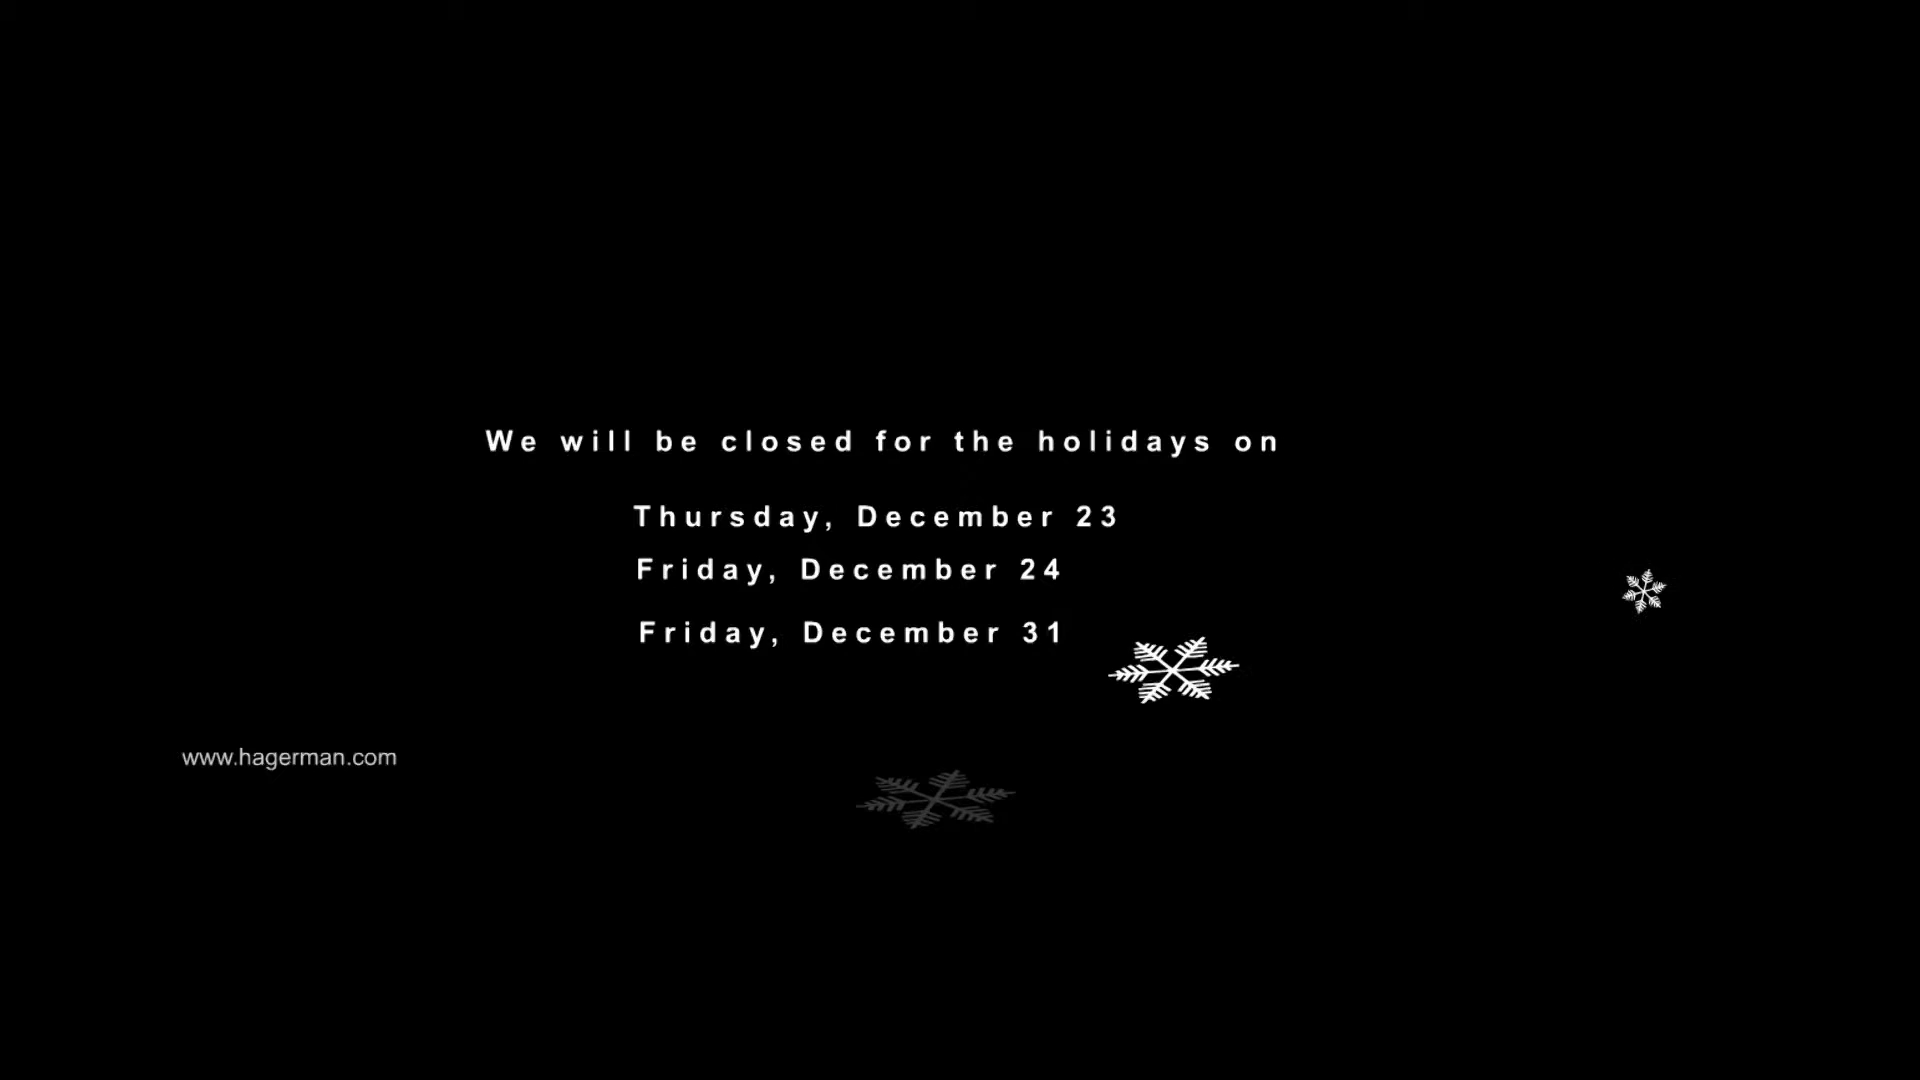 We will be closed for the holidays on
Thursday, December 23
Friday, December 24
Friday, December 31
www.hagerman.com